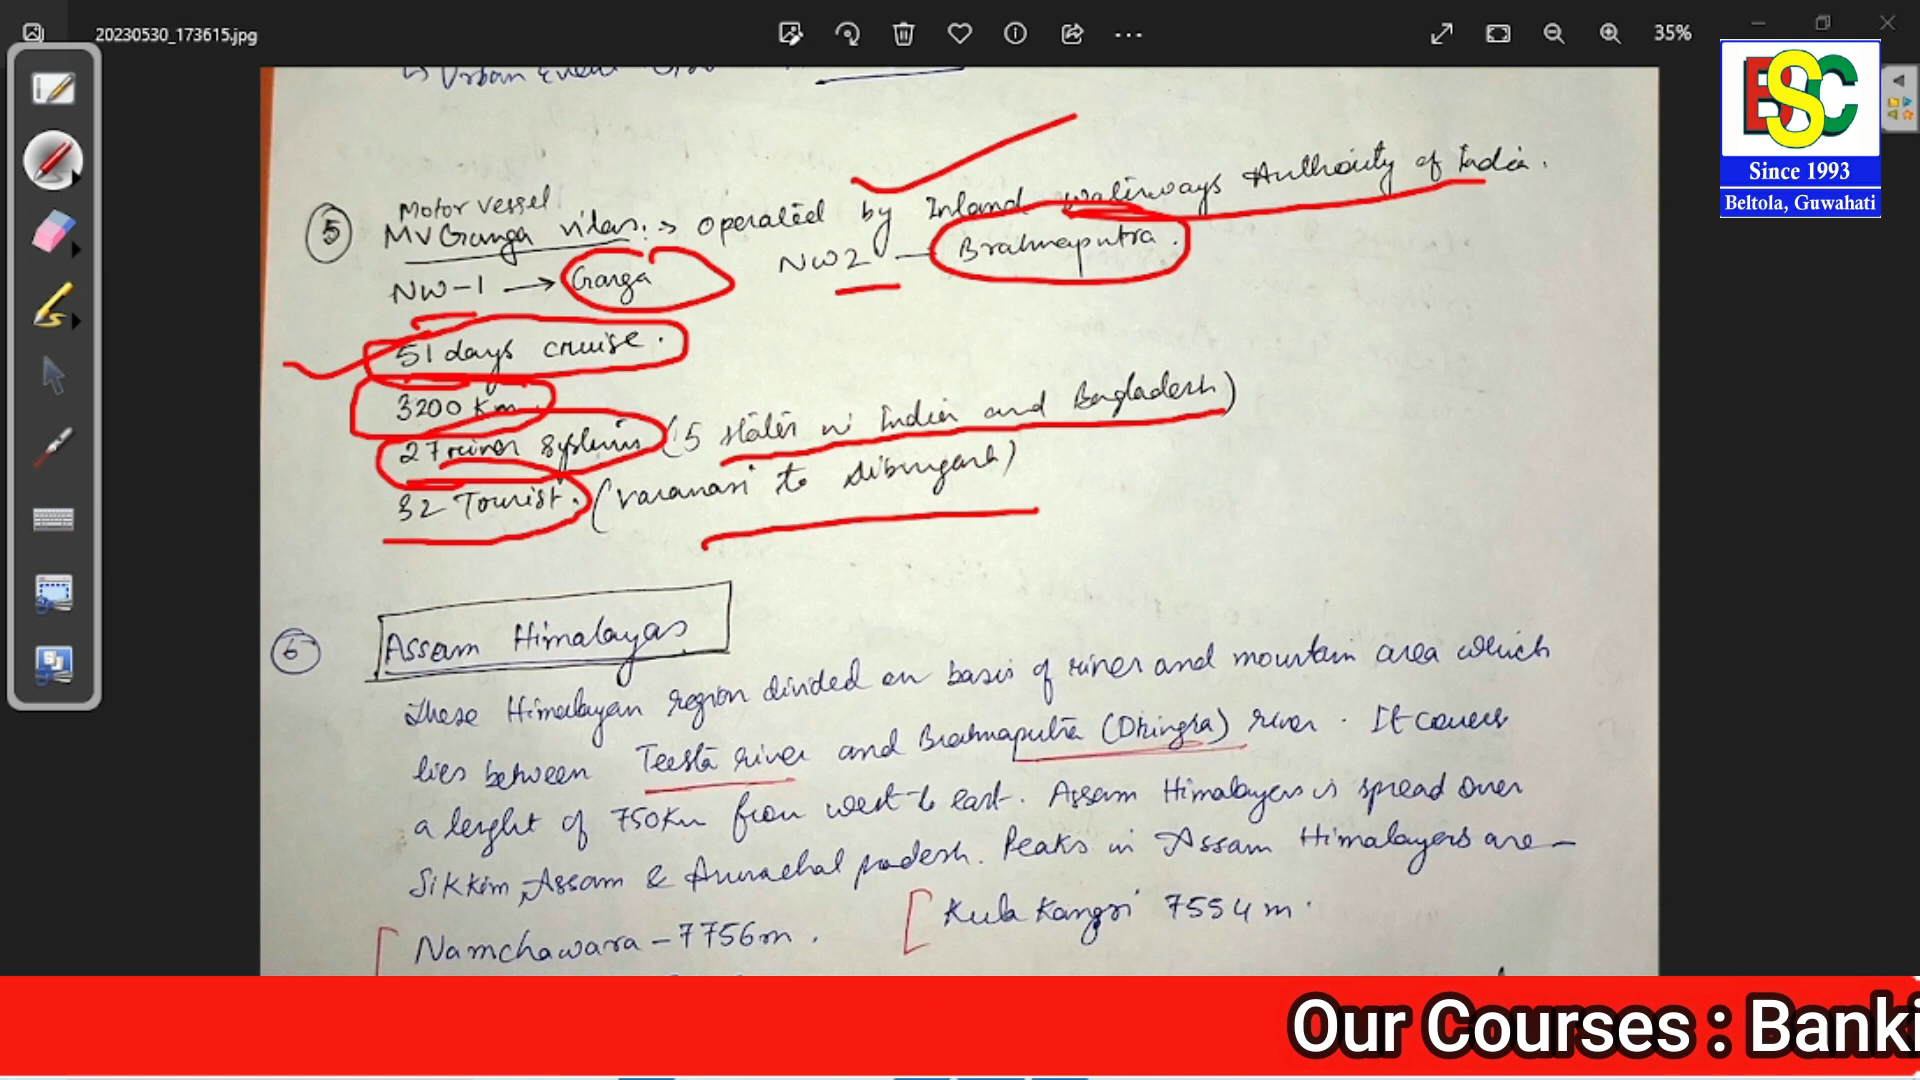 20230530_173615.jpg
35%
BSC
Since 1993
Beltola, Guwahati
↳ Urban
Motor vessel
⑤ MV Ganga vilas :→ operated by Inland waterways Authority of India.
NW-1 → Ganga NW2 — Brahmaputra.
51 days cruise.
3200 Km.
27 river systems (5 states in India and Bangladesh)
32 Tourist. (Varanasi to Dibrugarh)
⑥ Assam Himalayas
These Himalayan region divided on basis of river and mountain area which
lies between Teesta river and Brahmaputra (Dhingsa) river. It covers
a lenght of 750Km from west to east. Assam Himalayas is spread over
Sikkim, Assam & Arunachal pradesh. Peaks in Assam Himalayas are—
Namchawara – 7756m. Kula Kangri 7554m.
Our Courses : Banki